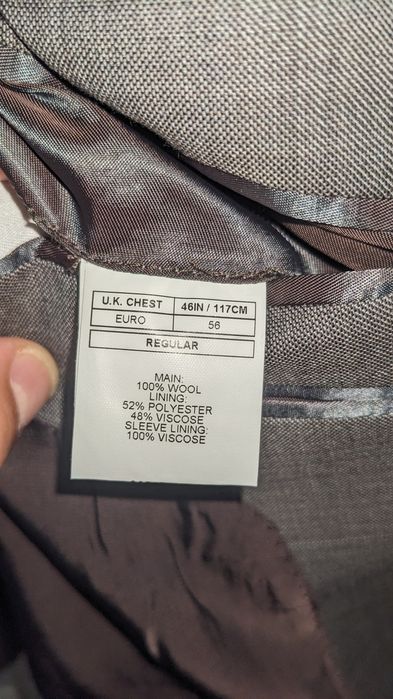 U.K. CHEST 46IN / 117CM
EURO 56
REGULAR
MAIN:
100% WOOL
LINING:
52% POLYESTER
48% VISCOSE
SLEEVE LINING:
100% VISCOSE